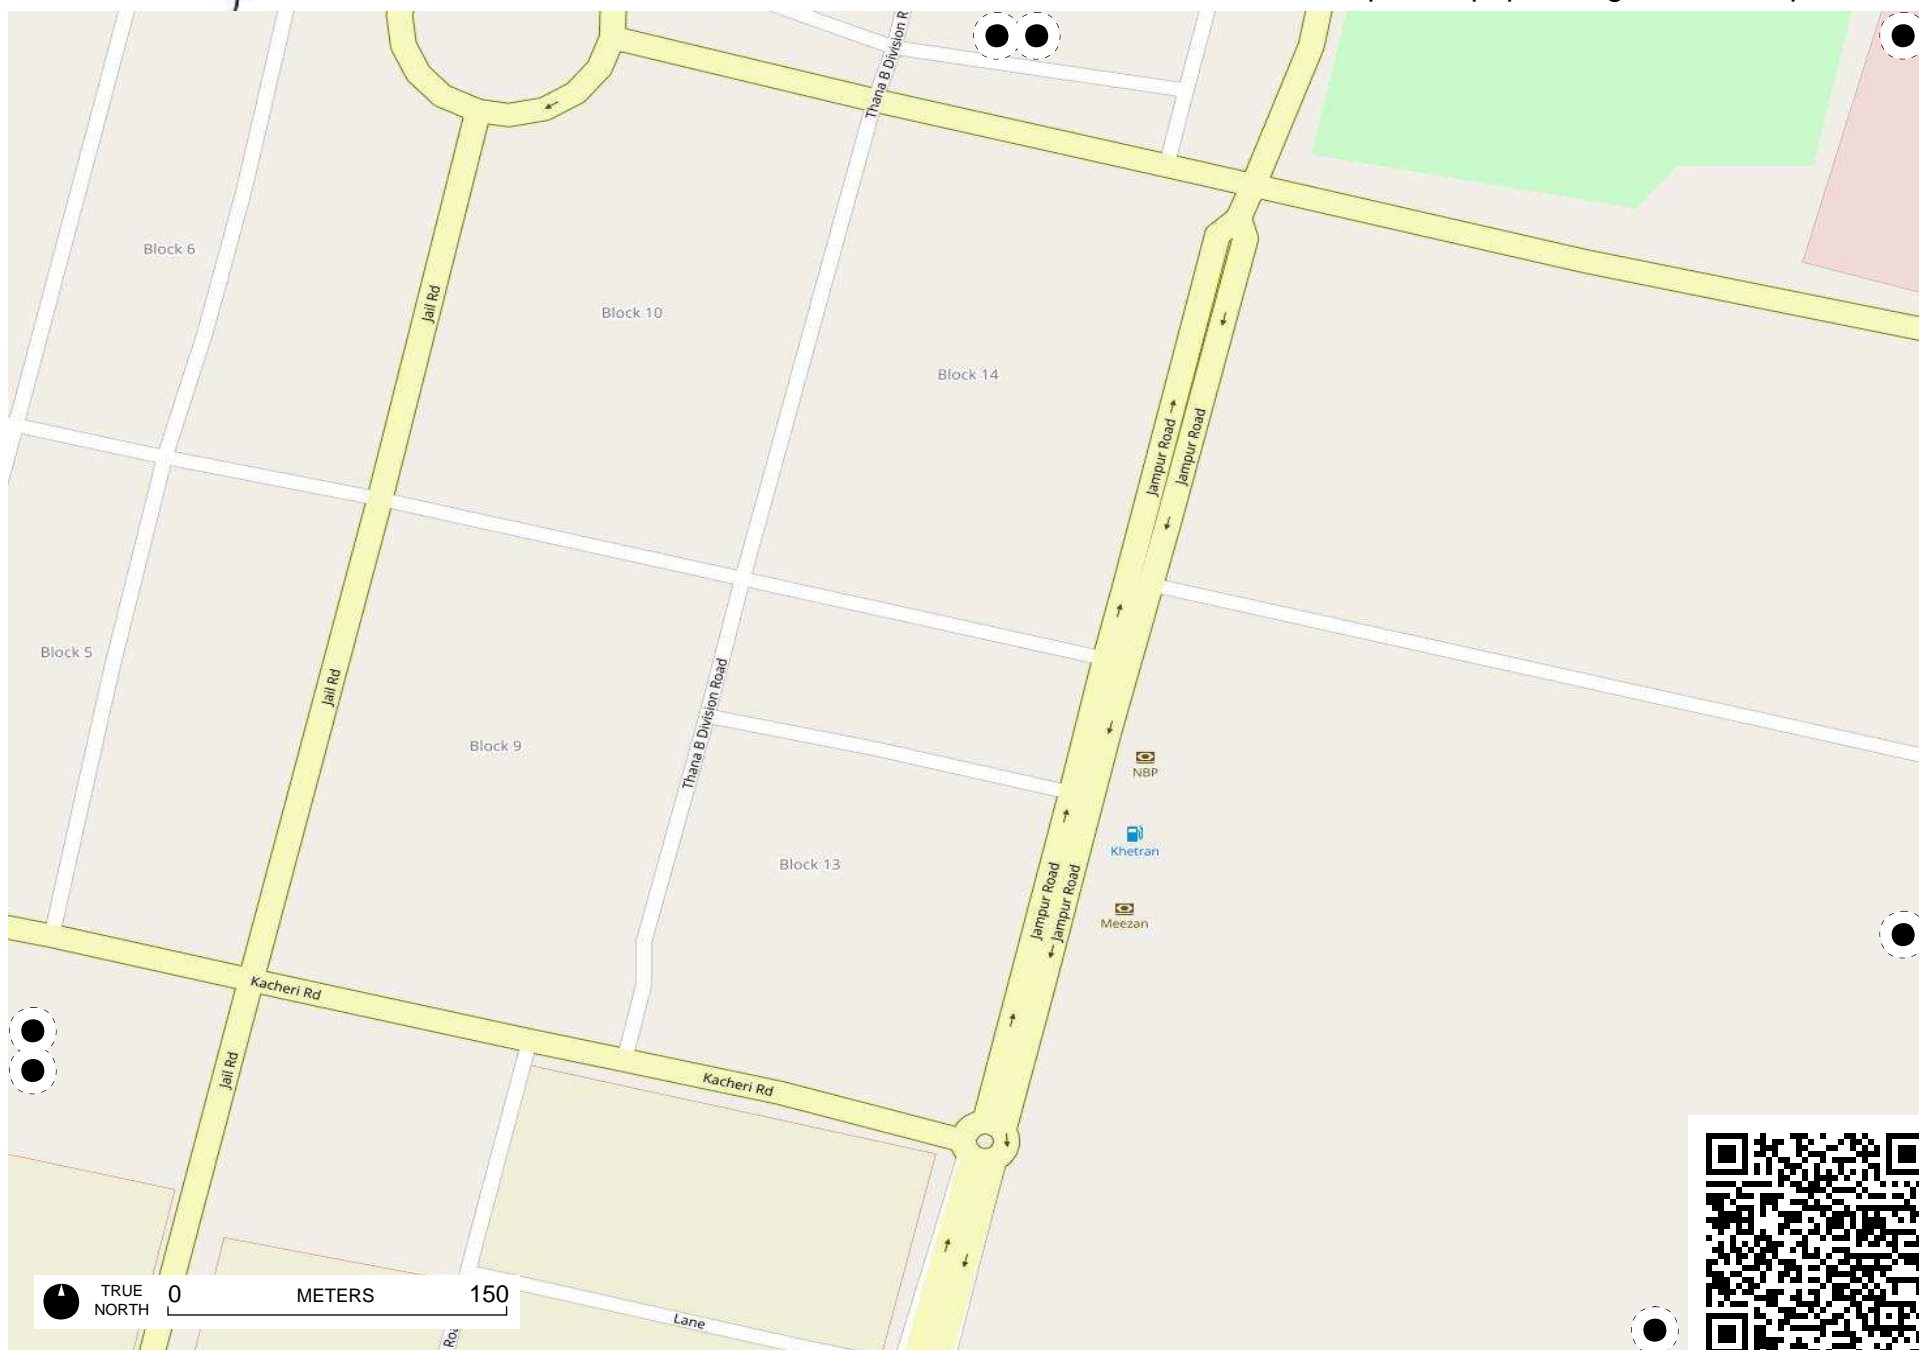 Thana B Division R
Block 6
Jail Rd
Block 10
Block 14
Jampur Road
Jampur Road
Block 5
Jail Rd
Thana B Division Road
Block 9
NBP
Khetran
Block 13
Jampur Road
Jampur Road
Meezan
Kacheri Rd
Jail Rd
Kacheri Rd
TRUE
NORTH
0 METERS 150
Roa
Lane